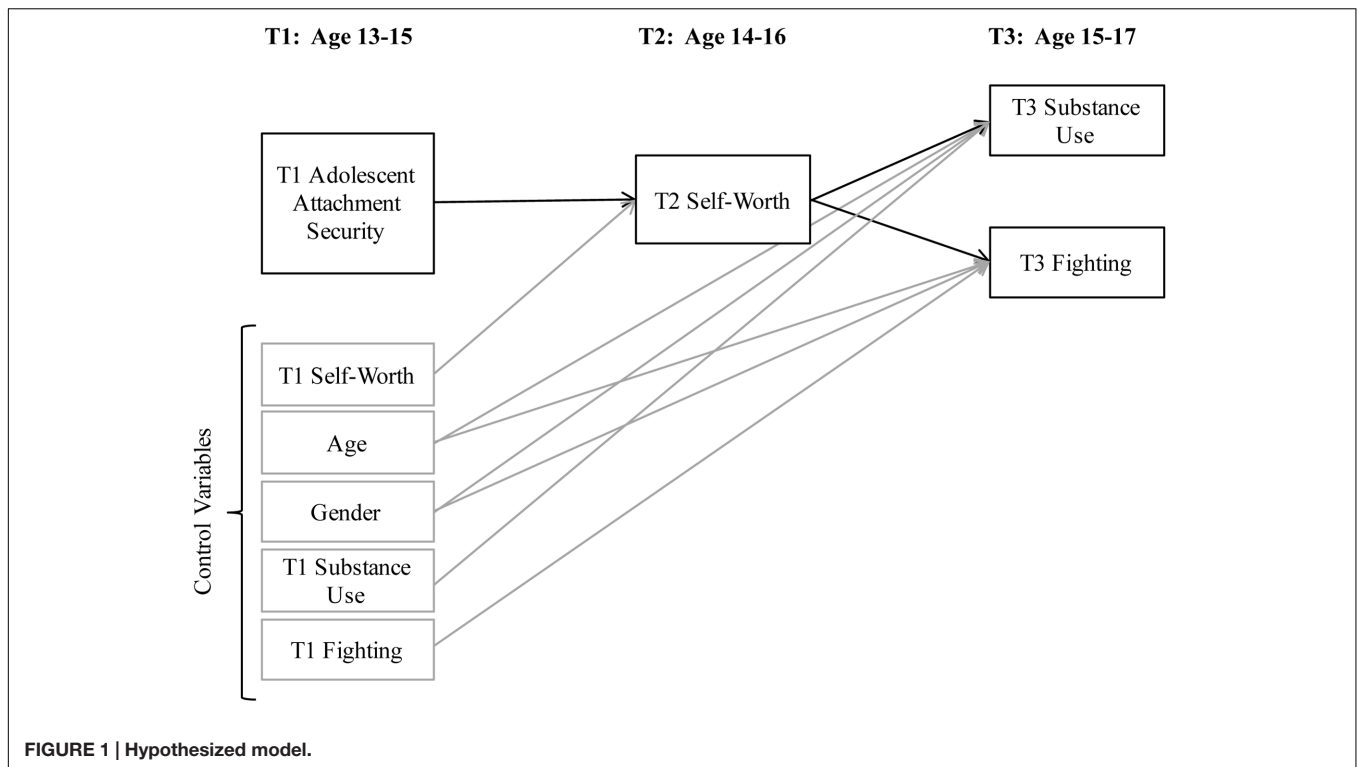 T1: Age 13-15
T2: Age 14-16
T3: Age 15-17
T1 Adolescent
Attachment
Security
T2 Self-Worth
T3 Substance
Use
T3 Fighting
Control Variables
T1 Self-Worth
Age
Gender
T1 Substance
Use
T1 Fighting
FIGURE 1 | Hypothesized model.